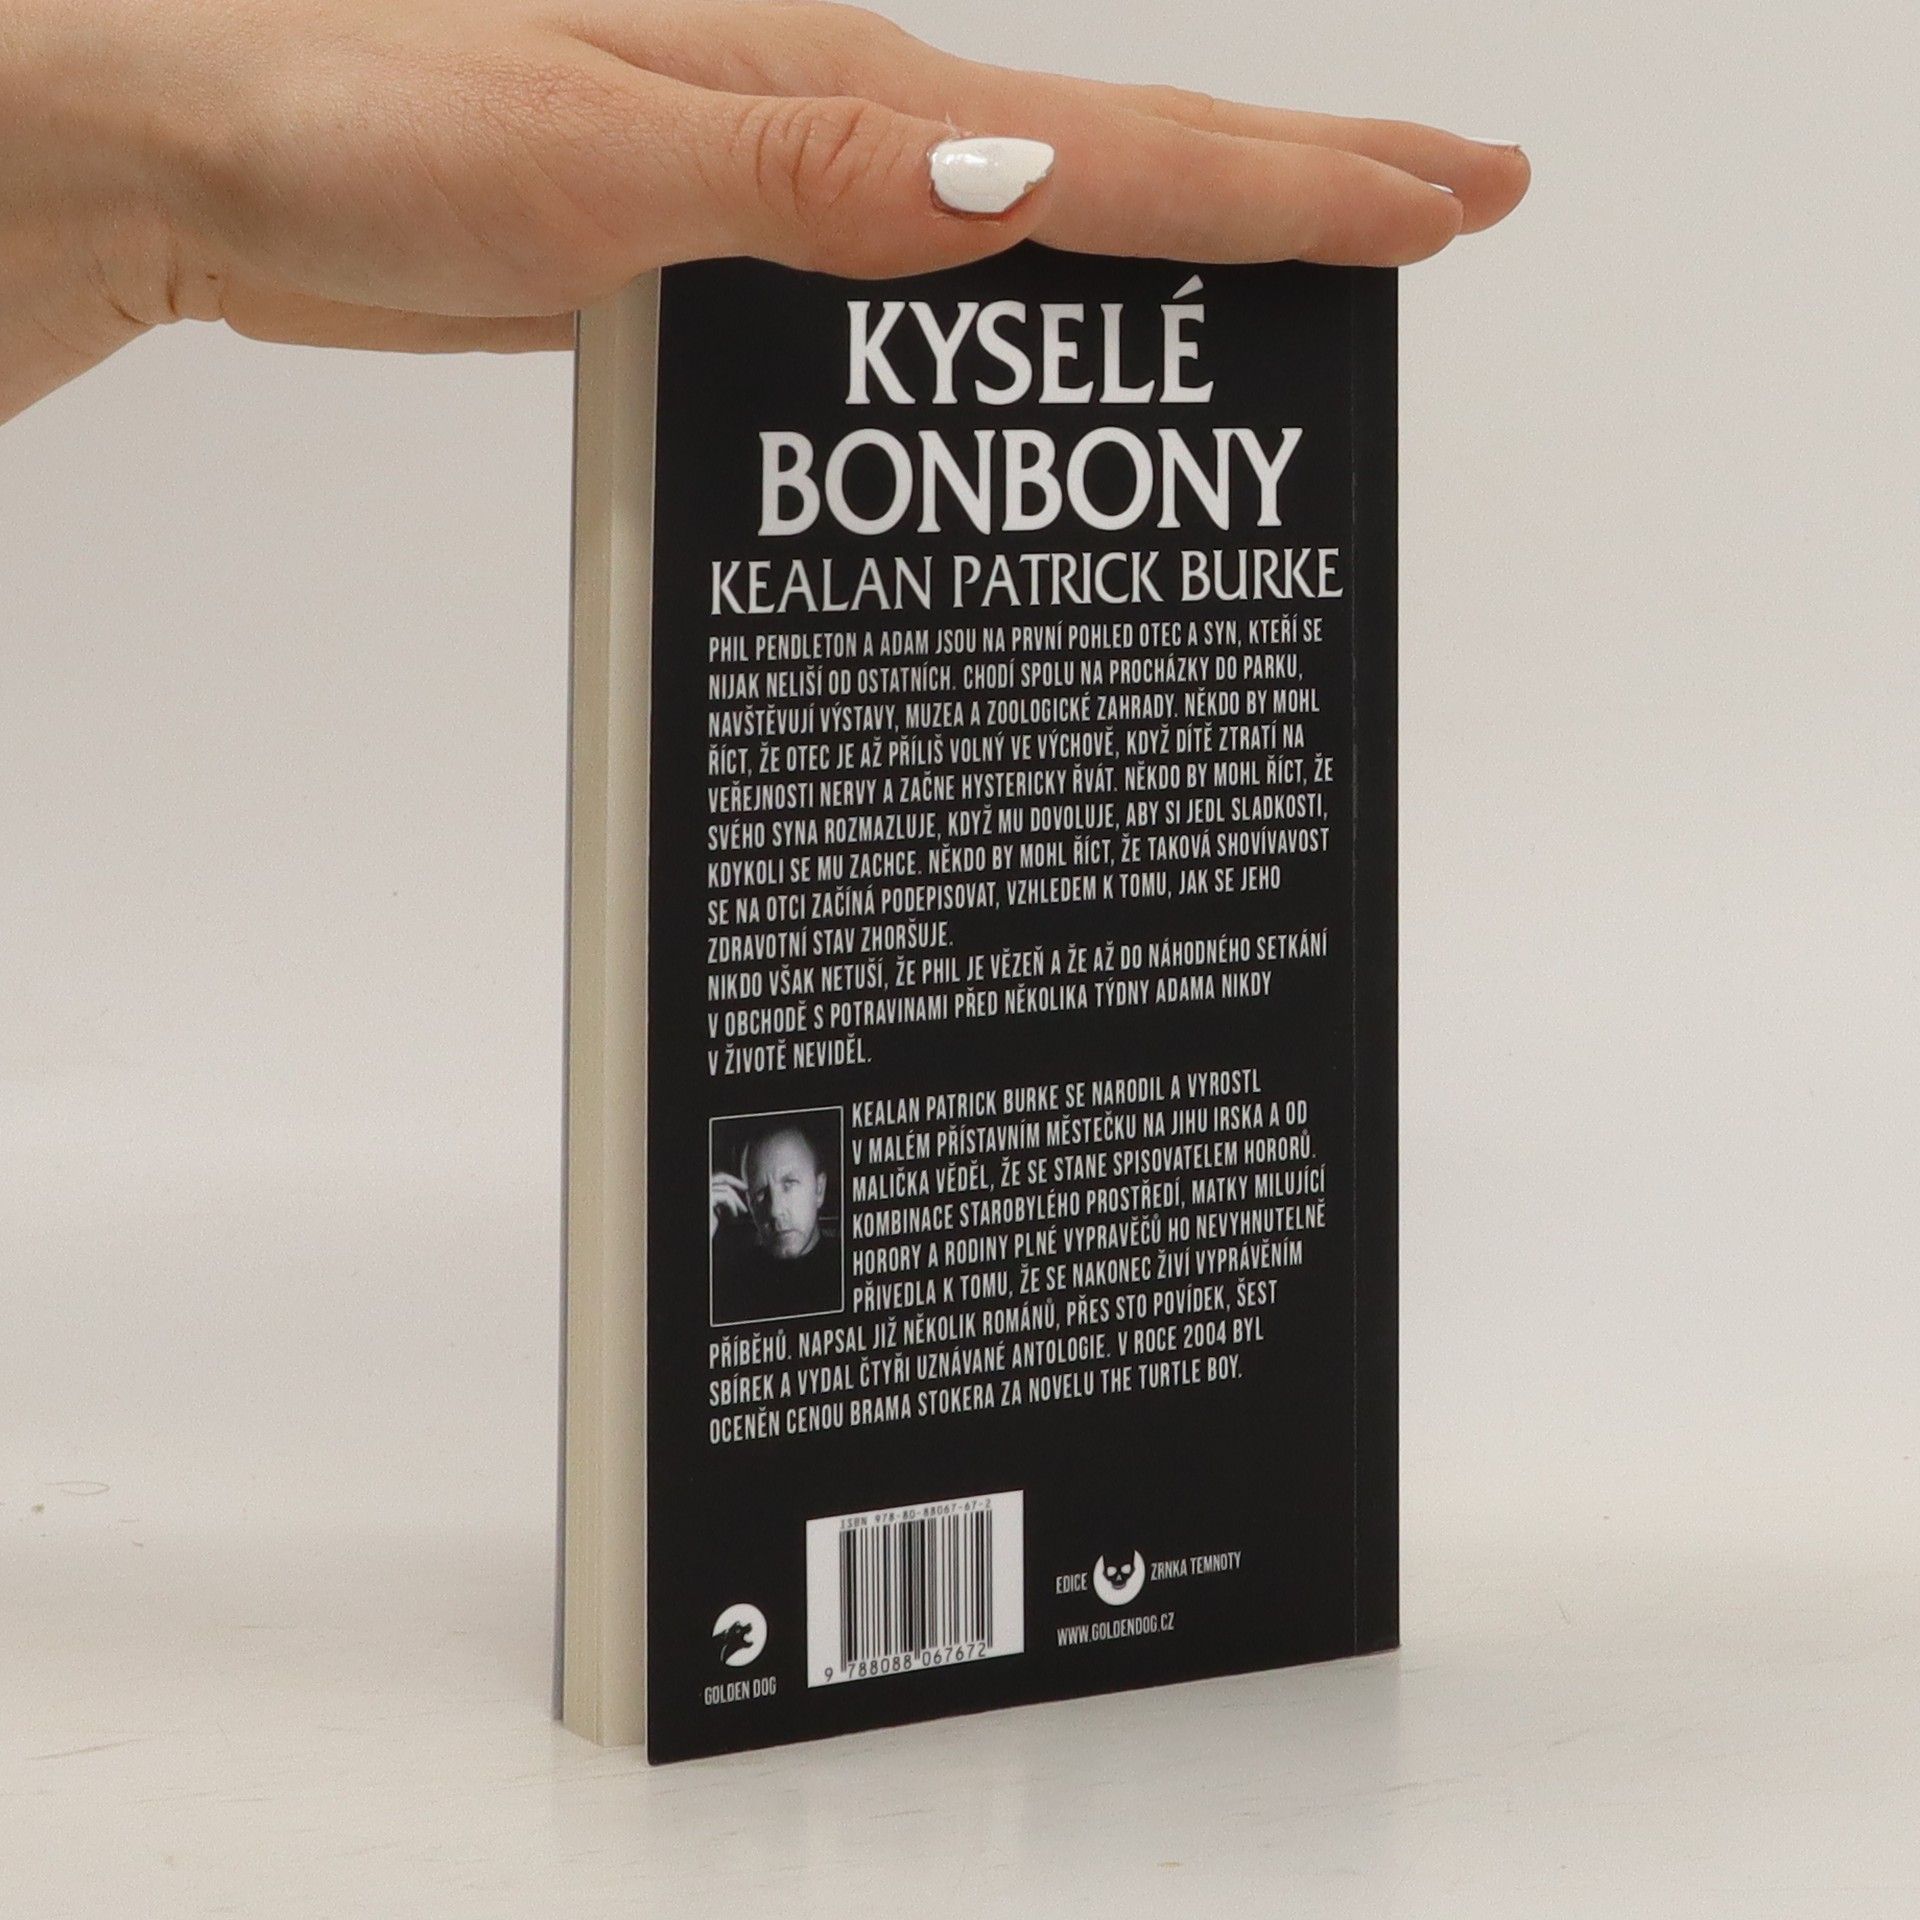 KYSELÉ
BONBONY
KEALAN PATRICK BURKE
PHIL PENDLETON A ADAM JSOU NA PRVNÍ POHLED OTEC A SYN, KTEŘÍ SE
NIJAK NELIŠÍ OD OSTATNÍCH. CHODÍ SPOLU NA PROCHÁZKY DO PARKU,
NAVŠTĚVUJÍ VÝSTAVY, MUZEA A ZOOLOGICKÉ ZAHRADY. NĚKDO BY MOHL
ŘÍCT, ŽE OTEC JE AŽ PŘÍLIŠ VOLNÝ VE VÝCHOVĚ, KDYŽ DÍTĚ ZTRATÍ NA
VEŘEJNOSTI NERVY A ZAČNE HYSTERICKY ŘVÁT. NĚKDO BY MOHL ŘÍCT, ŽE
SVÉHO SYNA ROZMAZLUJE, KDYŽ MU DOVOLUJE, ABY SI JEDL SLADKOSTI,
KDYKOLI SE MU ZACHCE. NĚKDO BY MOHL ŘÍCT, ŽE TAKOVÁ SHOVÍVAVOST
SE NA OTCI ZAČÍNÁ PODEPISOVAT, VZHLEDEM K TOMU, JAK SE JEHO
ZDRAVOTNÍ STAV ZHORŠUJE.
NIKDO VŠAK NETUŠÍ, ŽE PHIL JE VĚZEŇ A ŽE AŽ DO NÁHODNÉHO SETKÁNÍ
V OBCHODĚ S POTRAVINAMI PŘED NĚKOLIKA TÝDNY ADAMA NIKDY
V ŽIVOTĚ NEVIDĚL.
KEALAN PATRICK BURKE SE NARODIL A VYROSTL
V MALÉM PŘÍSTAVNÍM MĚSTEČKU NA JIHU IRSKA A OD
MALIČKA VĚDĚL, ŽE SE STANE SPISOVATELEM HORORŮ.
KOMBINACE STAROBYLÉHO PROSTŘEDÍ, MATKY MILUJÍCÍ
HORORY A RODINY PLNÉ VYPRAVĚČŮ HO NEVYHNUTELNĚ
PŘIVEDLA K TOMU, ŽE SE NAKONEC ŽIVÍ VYPRÁVĚNÍM
PŘÍBĚHŮ. NAPSAL JIŽ NĚKOLIK ROMÁNŮ, PŘES STO POVÍDEK, ŠEST
SBÍREK A VYDAL ČTYŘI UZNÁVANÉ ANTOLOGIE. V ROCE 2004 BYL
OCENĚN CENOU BRAMA STOKERA ZA NOVELU THE TURTLE BOY.
ISBN 978-80-88067-67-2
9 788088 067672
GOLDEN DOG
EDICE ZRNKA TEMNOTY
WWW.GOLDENDOG.CZ